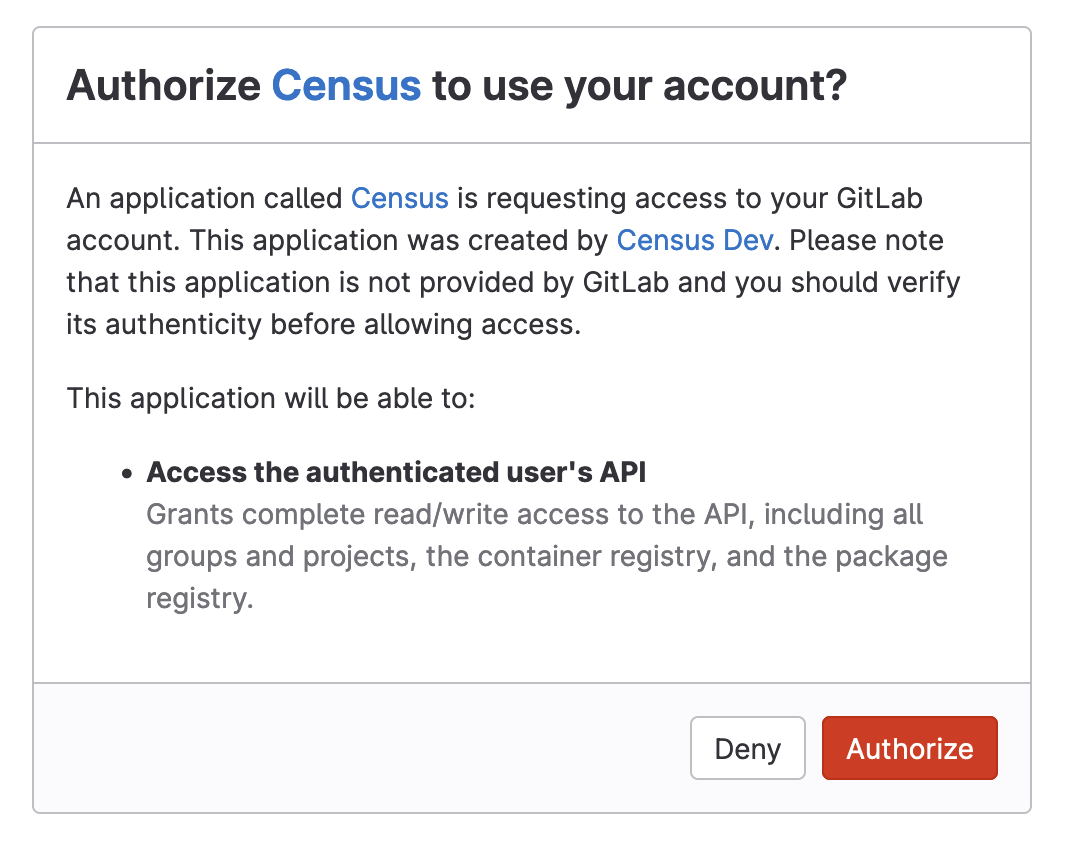 Authorize Census to use your account?
An application called Census is requesting access to your GitLab
account. This application was created by Census Dev. Please note
that this application is not provided by GitLab and you should verify
its authenticity before allowing access.
This application will be able to:
• Access the authenticated user's API
Grants complete read/write access to the API, including all
groups and projects, the container registry, and the package
registry.
Deny Authorize